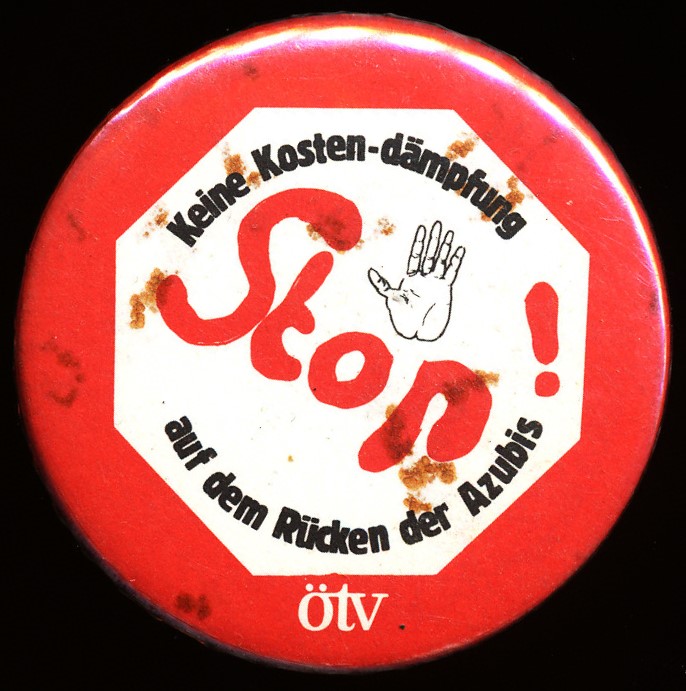 Keine Kosten-dämpfung
Stop!
auf dem Rücken der Azubis
ötv